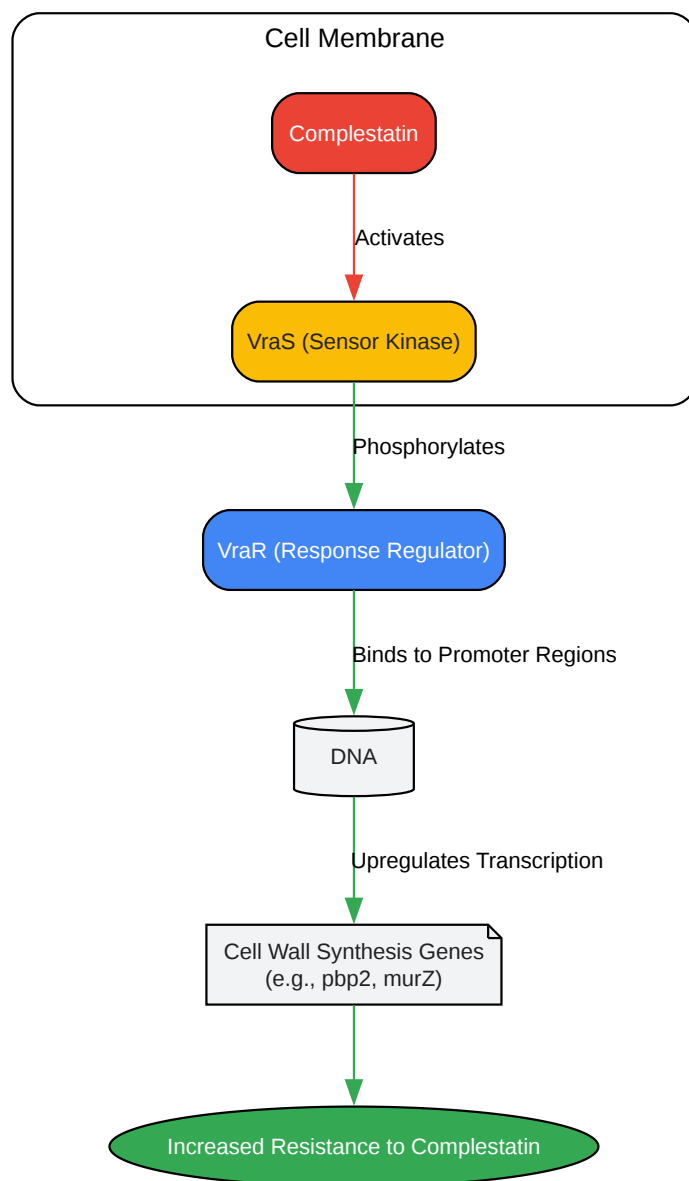 Cell Membrane
Complestatin
Activates
VraS (Sensor Kinase)
Phosphorylates
VraR (Response Regulator)
Binds to Promoter Regions
DNA
Upregulates Transcription
Cell Wall Synthesis Genes
(e.g., pbp2, murZ)
Increased Resistance to Complestatin